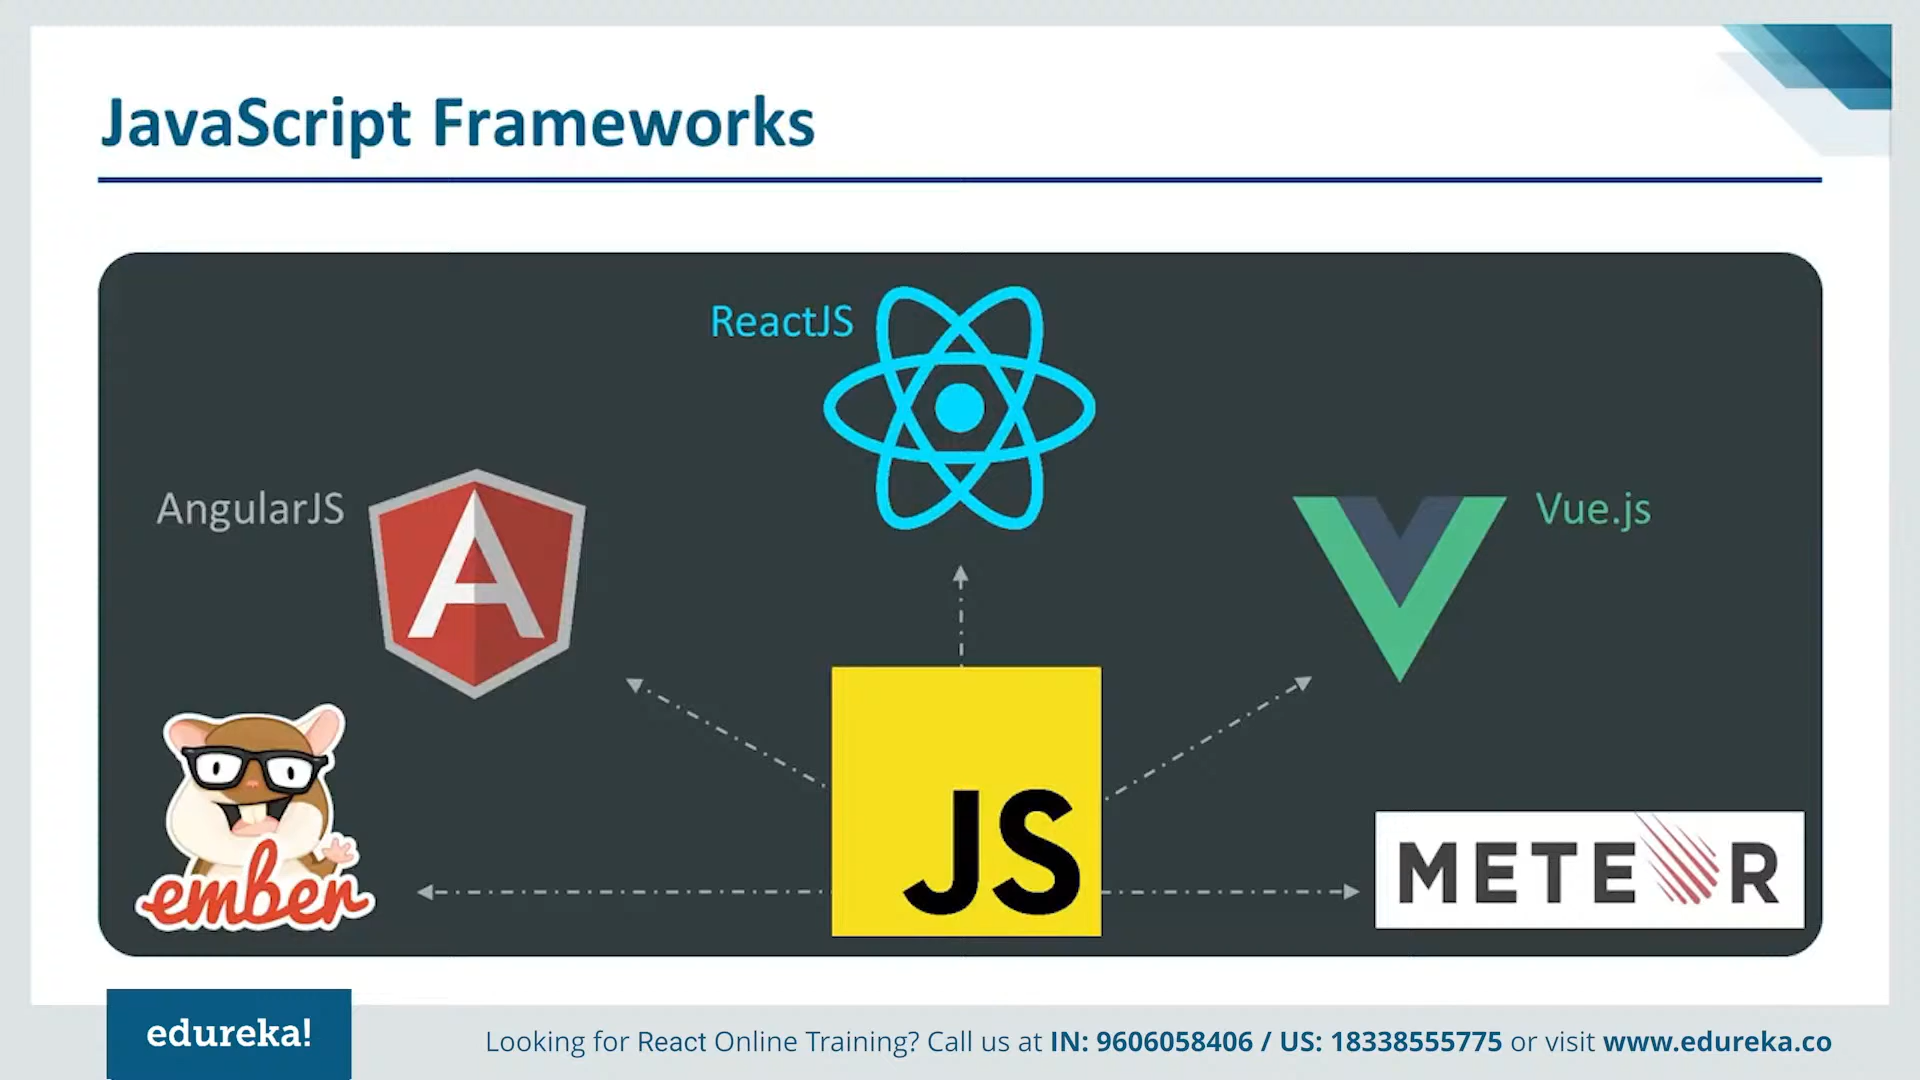 JavaScript Frameworks
ReactJS
AngularJS
Vue.js
ember
JS
METEOR
edureka!
Looking for React Online Training? Call us at IN: 9606058406 / US: 18338555775 or visit www.edureka.co